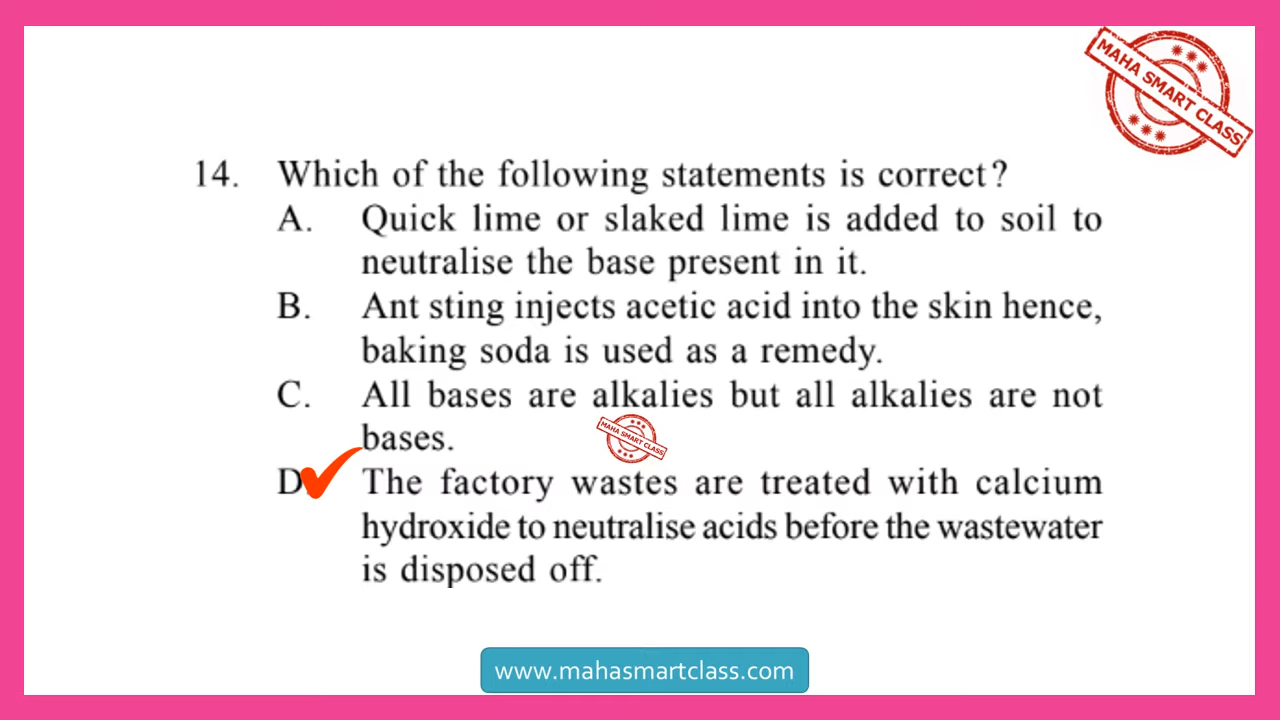 MAHA SMART CLASS
14. Which of the following statements is correct?
A. Quick lime or slaked lime is added to soil to
neutralise the base present in it.
B. Ant sting injects acetic acid into the skin hence,
baking soda is used as a remedy.
C. All bases are alkalies but all alkalies are not
bases.
MAHA SMART CLASS
D The factory wastes are treated with calcium
hydroxide to neutralise acids before the wastewater
is disposed off.
www.mahasmartclass.com